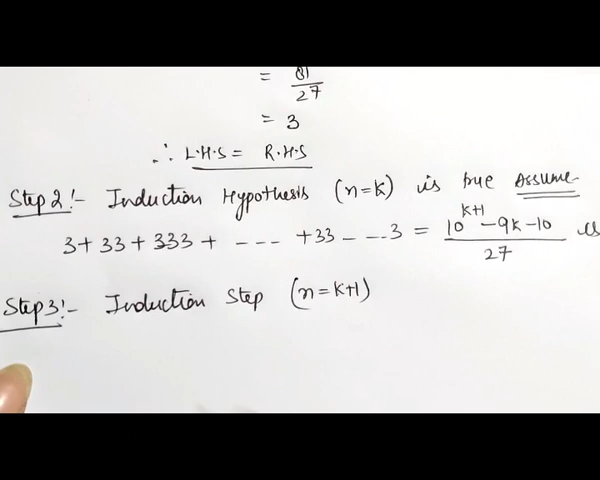 = 81/27
= 3
∴ L.H.S = R.H.S
Step 2:- Induction Hypothesis (n=k) is true Assume
3+33+333+ --- +33---3 = (10^(k+1) -9k-10)/27 is
Step 3:- Induction Step (n=k+1)